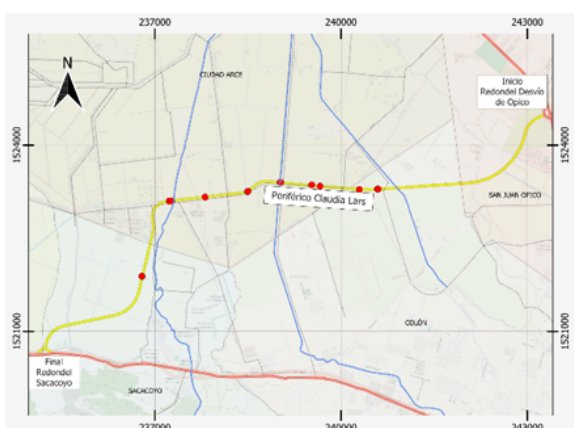 237000
240000
243000
N
CIUDAD ARCE
Inicio
Redondel Desvío
de Opico
1524000
1524000
SAN JUAN OPICO
Periférico Claudia Lars
1521000
1521000
COLÓN
Final
Redondel
Sacacoyo
SACACOYO
237000
240000
243000